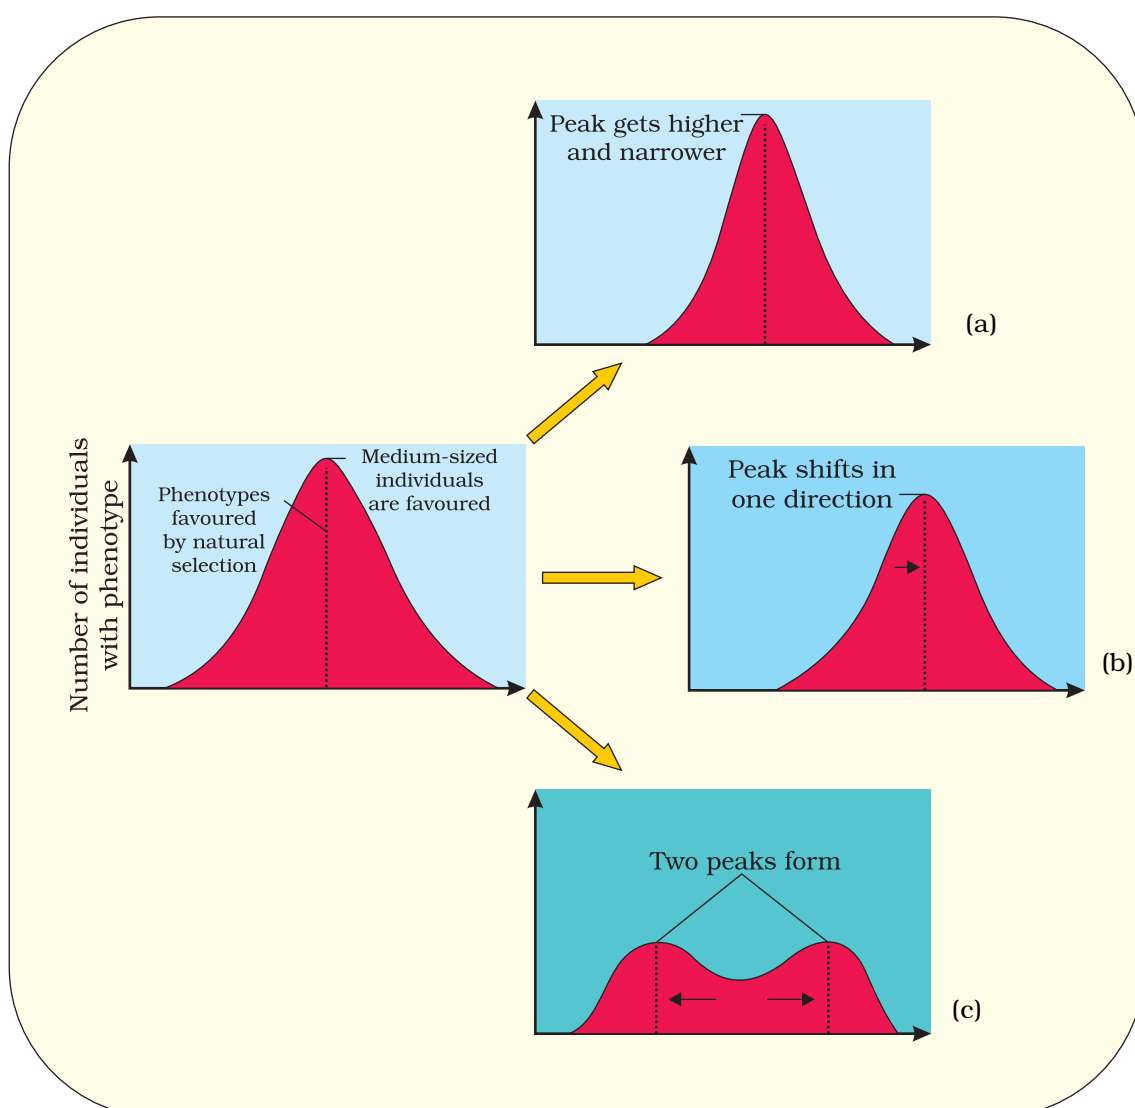 Peak gets higher
and narrower
(a)
Number of individuals
with phenotype
Phenotypes
favoured
by natural
selection
Medium-sized
individuals
are favoured
Peak shifts in
one direction
(b)
Two peaks form
(c)